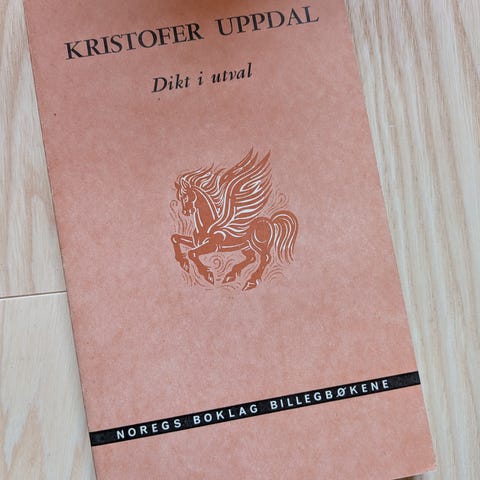 KRISTOFER UPPDAL
Dikt i utval
NOREGS BOKLAG BILLEGBØKENE